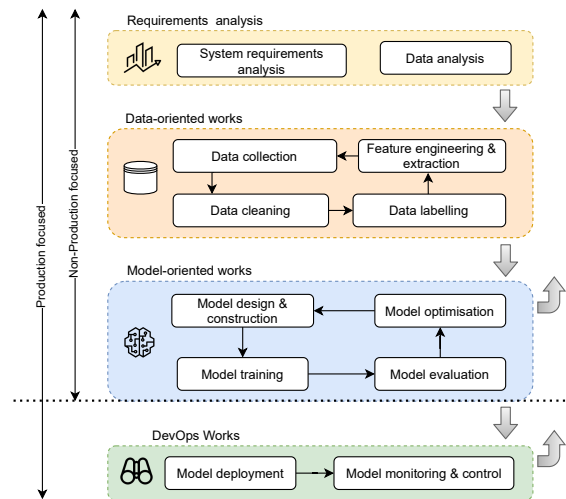 Requirements analysis
System requirements
analysis
Data analysis
Data-oriented works
Data collection
Feature engineering &
extraction
Data cleaning
Data labelling
Model-oriented works
Model design &
construction
Model optimisation
Model training
Model evaluation
DevOps Works
Model deployment
Model monitoring & control
Production focused
Non-Production focused